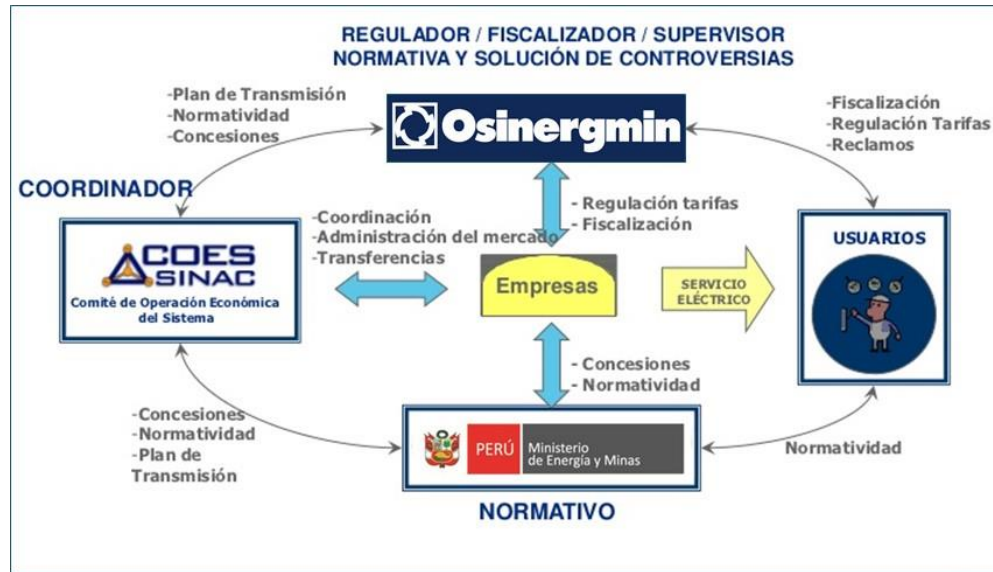 REGULADOR / FISCALIZADOR / SUPERVISOR
NORMATIVA Y SOLUCIÓN DE CONTROVERSIAS
-Plan de Transmisión
-Normatividad
-Concesiones
Osinergmin
-Fiscalización
-Regulación Tarifas
-Reclamos
COORDINADOR
COES
SINAC
Comité de Operación Económica
del Sistema
-Coordinación
-Administración del mercado
-Transferencias
- Regulación tarifas
- Fiscalización
Empresas
SERVICIO
ELÉCTRICO
USUARIOS
- Concesiones
- Normatividad
-Concesiones
-Normatividad
-Plan de
Transmisión
PERÚ
Ministerio
de Energía y Minas
Normatividad
NORMATIVO